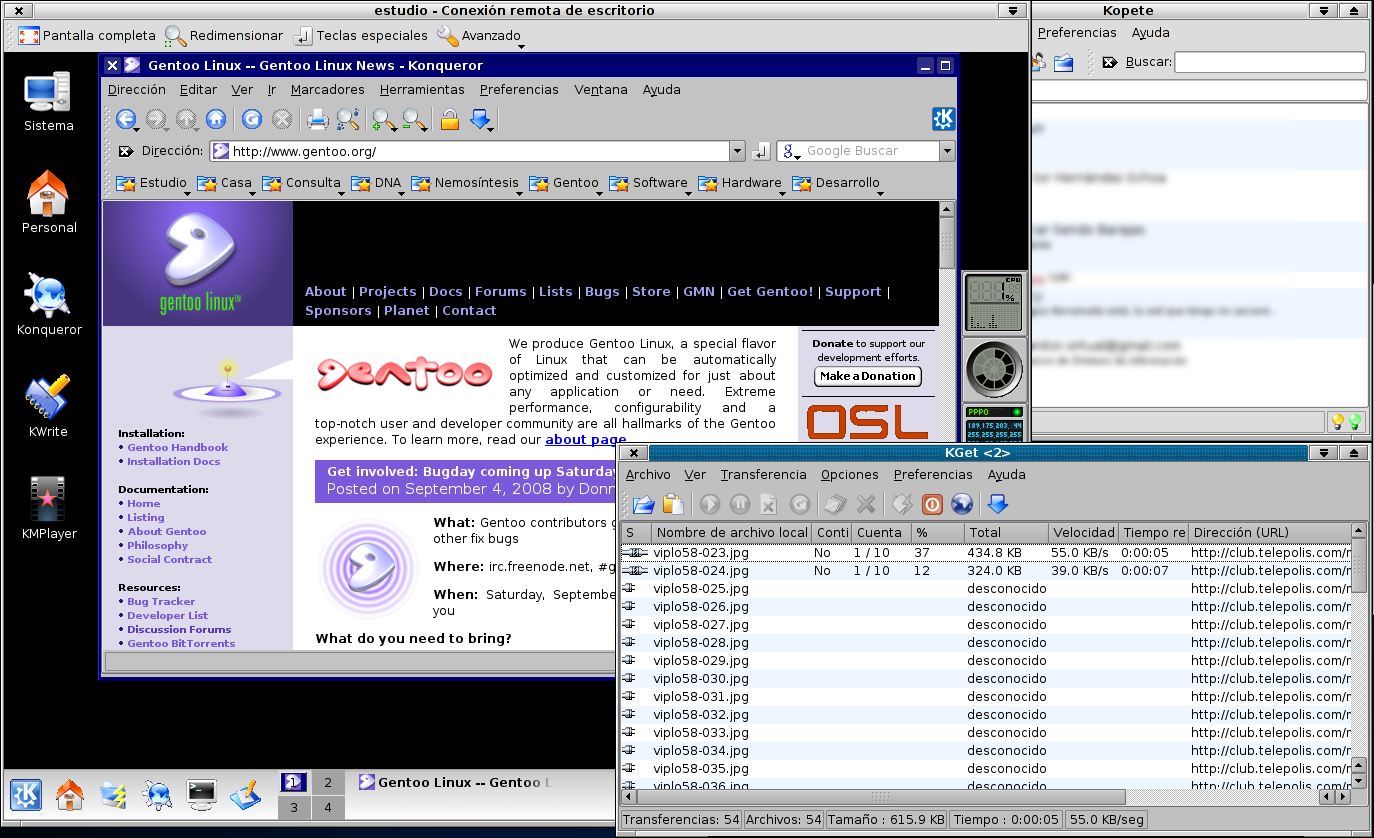 estudio - Conexión remota de escritorio
Pantalla completa Redimensionar Teclas especiales Avanzado
Sistema
Personal
Konqueror
KWrite
KMPlayer
Gentoo Linux -- Gentoo Linux News - Konqueror
Dirección Editar Ver Ir Marcadores Herramientas Preferencias Ventana Ayuda
Dirección: http://www.gentoo.org/ Google Buscar
Estudio Casa Consulta DNA Nemosíntesis Gentoo Software Hardware Desarrollo
gentoo linux™
About | Projects | Docs | Forums | Lists | Bugs | Store | GMN | Get Gentoo! | Support |
Sponsors | Planet | Contact
Installation:
• Gentoo Handbook
• Installation Docs
Documentation:
• Home
• Listing
• About Gentoo
• Philosophy
• Social Contract
Resources:
• Bug Tracker
• Developer List
• Discussion Forums
• Gentoo BitTorrents
gentoo
We produce Gentoo Linux, a special flavor
of Linux that can be automatically
optimized and customized for just about
any application or need. Extreme
performance, configurability and a
top-notch user and developer community are all hallmarks of the Gentoo
experience. To learn more, read our about page
Get involved: Bugday coming up Saturday
Posted on September 4, 2008 by Donn
What: Gentoo contributors
other fix bugs
Where: irc.freenode.net,
When: Saturday, Septembe
you
What do you need to bring?
Donate to support our
development efforts.
Make a Donation
OSL
CPU
1%
PPP0
189,175,203, 44
255,255,255,255
Gentoo Linux -- Gentoo L
1 2
3 4
Kopete
Preferencias Ayuda
Buscar:
KGet <2>
Archivo Ver Transferencia Opciones Preferencias Ayuda
S Nombre de archivo local Conti Cuenta % Total Velocidad Tiempo re Dirección (URL)
viplo58-023.jpg No 1 / 10 37 434.8 KB 55.0 KB/s 0:00:05 http://club.telepolis.com/r
viplo58-024.jpg No 1 / 10 12 324.0 KB 39.0 KB/s 0:00:07 http://club.telepolis.com/r
viplo58-025.jpg desconocido http://club.telepolis.com/r
viplo58-026.jpg desconocido http://club.telepolis.com/r
viplo58-027.jpg desconocido http://club.telepolis.com/r
viplo58-028.jpg desconocido http://club.telepolis.com/r
viplo58-029.jpg desconocido http://club.telepolis.com/r
viplo58-030.jpg desconocido http://club.telepolis.com/r
viplo58-031.jpg desconocido http://club.telepolis.com/r
viplo58-032.jpg desconocido http://club.telepolis.com/r
viplo58-033.jpg desconocido http://club.telepolis.com/r
viplo58-034.jpg desconocido http://club.telepolis.com/r
viplo58-035.jpg desconocido http://club.telepolis.com/r
viplo58-036.jpg desconocido http://club.telepolis.com/r
Transferencias: 54 Archivos: 54 Tamaño : 615.9 KB Tiempo : 0:00:05 55.0 KB/seg